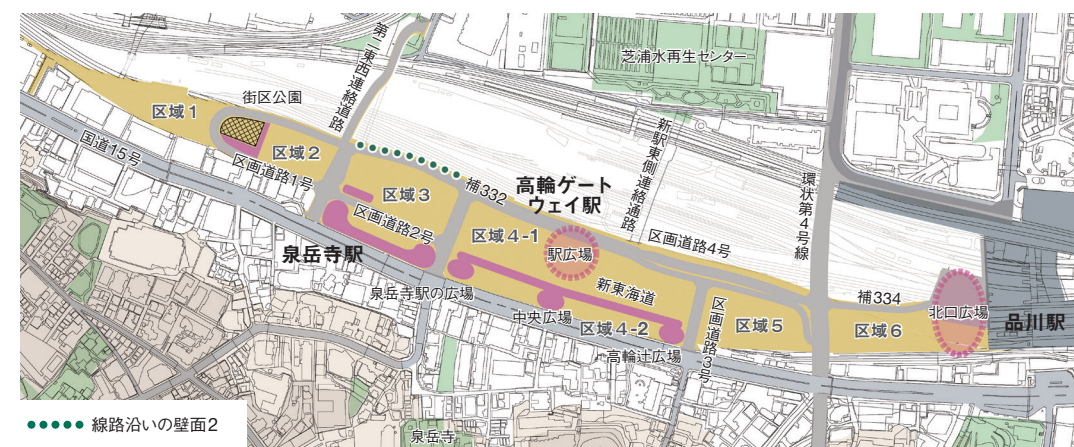 芝浦水再生センター
第二東西連絡道路
街区公園
区域1
国道15号
区画道路1号
区域2
補332
新駅東側連絡通路
環状第4号線
高輪ゲート
ウェイ駅
区域3
区画道路2号
区域4-1
駅広場
区画道路4号
泉岳寺駅
泉岳寺駅の広場
新東海道
中央広場
区域4-2
高輪辻広場
区画道路3号
区域5
補334
区域6
北口広場
品川駅
線路沿いの壁面2
泉岳寺